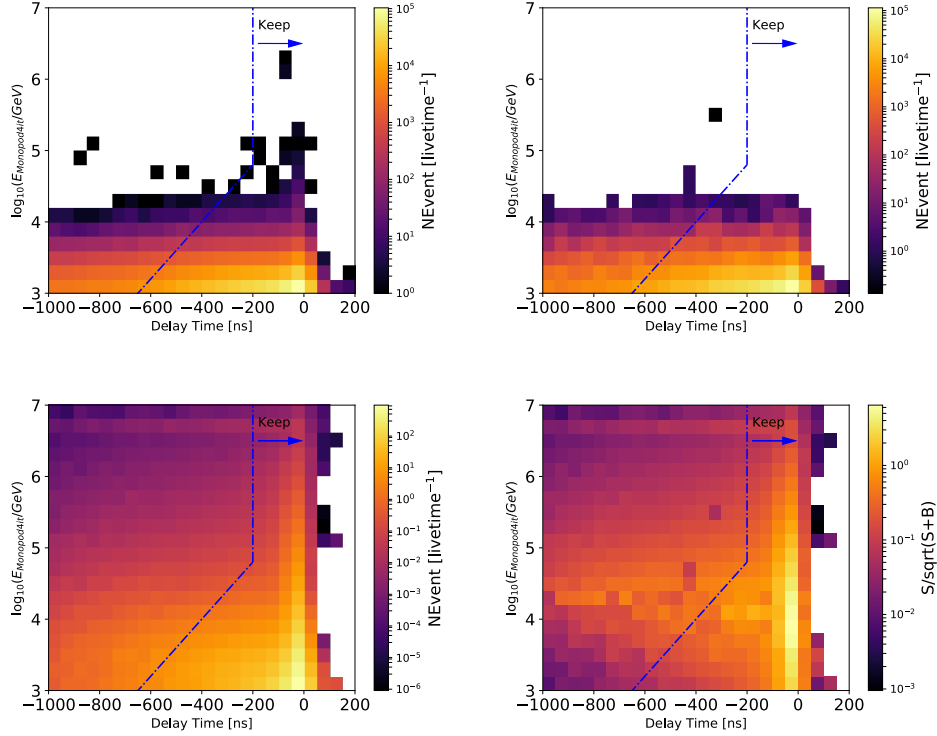 7
6
5
4
3
−1000 −800 −600 −400 −200 0 200
Delay Time [ns]
log10(EMonopod4it/GeV)
Keep
10^5
10^4
10^3
10^2
10^1
10^0
NEvent [livetime^−1]
7
6
5
4
3
−1000 −800 −600 −400 −200 0 200
Delay Time [ns]
log10(EMonopod4it/GeV)
Keep
10^5
10^4
10^3
10^2
10^1
10^0
NEvent [livetime^−1]
7
6
5
4
3
−1000 −800 −600 −400 −200 0 200
Delay Time [ns]
log10(EMonopod4it/GeV)
Keep
10^2
10^1
10^0
10^−1
10^−2
10^−3
10^−4
10^−5
10^−6
NEvent [livetime^−1]
7
6
5
4
3
−1000 −800 −600 −400 −200 0 200
Delay Time [ns]
log10(EMonopod4it/GeV)
Keep
10^0
10^−1
10^−2
10^−3
S/sqrt(S+B)